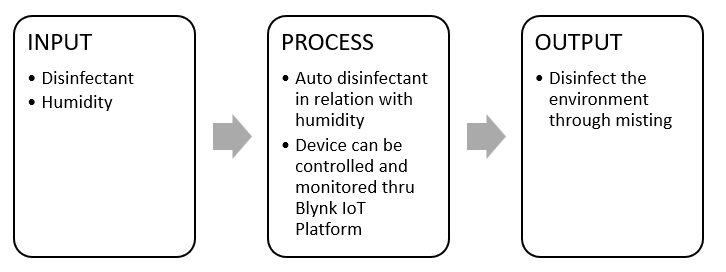 INPUT
• Disinfectant
• Humidity
PROCESS
• Auto disinfectant
in relation with
humidity
• Device can be
controlled and
monitored thru
Blynk IoT
Platform
OUTPUT
• Disinfect the
environment
through misting